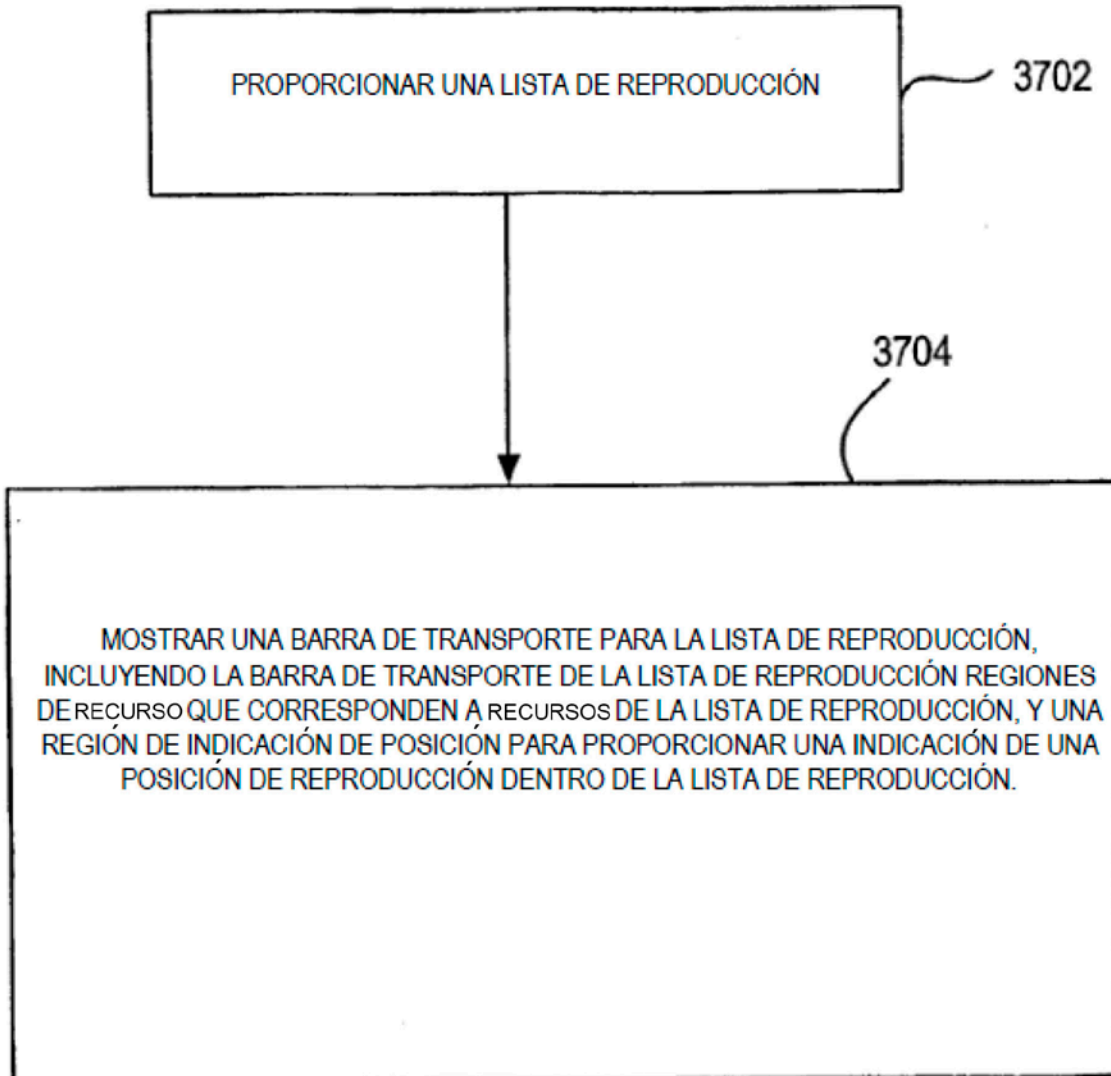 PROPORCIONAR UNA LISTA DE REPRODUCCIÓN
3702
3704
MOSTRAR UNA BARRA DE TRANSPORTE PARA LA LISTA DE REPRODUCCIÓN,
INCLUYENDO LA BARRA DE TRANSPORTE DE LA LISTA DE REPRODUCCIÓN REGIONES
DE RECURSO QUE CORRESPONDEN A RECURSOS DE LA LISTA DE REPRODUCCIÓN, Y UNA
REGIÓN DE INDICACIÓN DE POSICIÓN PARA PROPORCIONAR UNA INDICACIÓN DE UNA
POSICIÓN DE REPRODUCCIÓN DENTRO DE LA LISTA DE REPRODUCCIÓN.